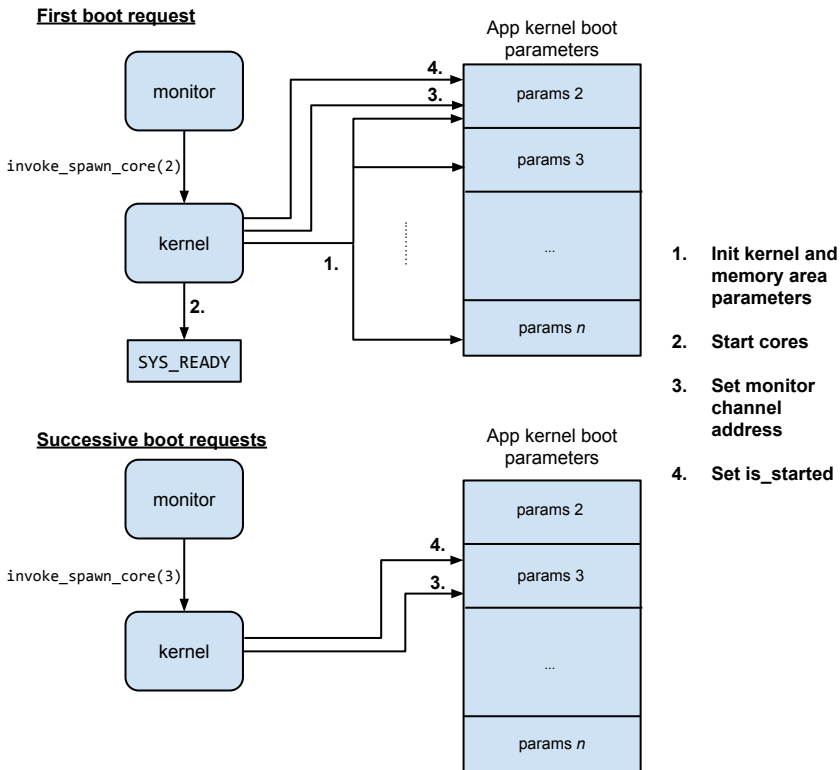 First boot request
App kernel boot
parameters
monitor
4.
3.
params 2
invoke_spawn_core(2)
params 3
kernel
1.
...
2.
params n
SYS_READY
1. Init kernel and
memory area
parameters
2. Start cores
3. Set monitor
channel
address
4. Set is_started
Successive boot requests
App kernel boot
parameters
monitor
params 2
4.
invoke_spawn_core(3)
3.
params 3
kernel
...
params n